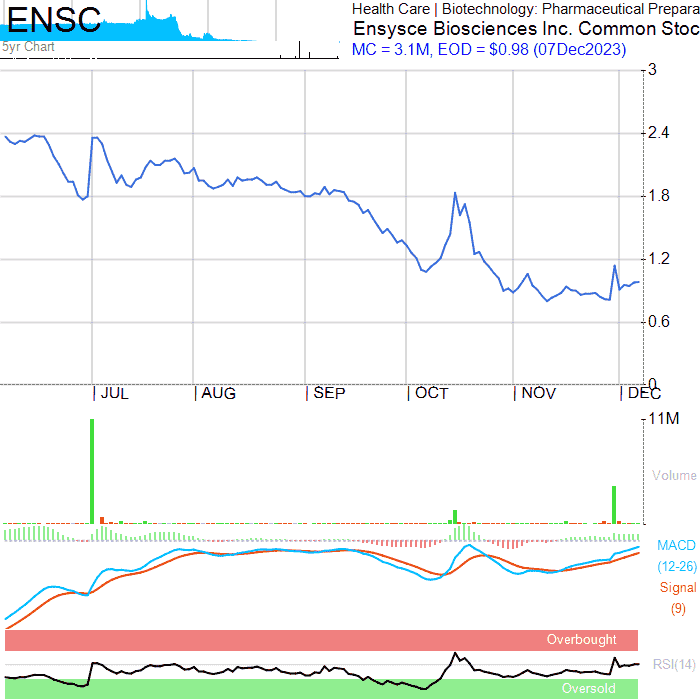 ENSC
5yr Chart
Health Care | Biotechnology: Pharmaceutical Prepara
Ensysce Biosciences Inc. Common Stoc
MC = 3.1M, EOD = $0.98 (07Dec2023)
3
2.4
1.8
1.2
0.6
0
JUL AUG SEP OCT NOV DEC
11M
Volume
MACD
(12-26)
Signal
(9)
Overbought
RSI(14)
Oversold